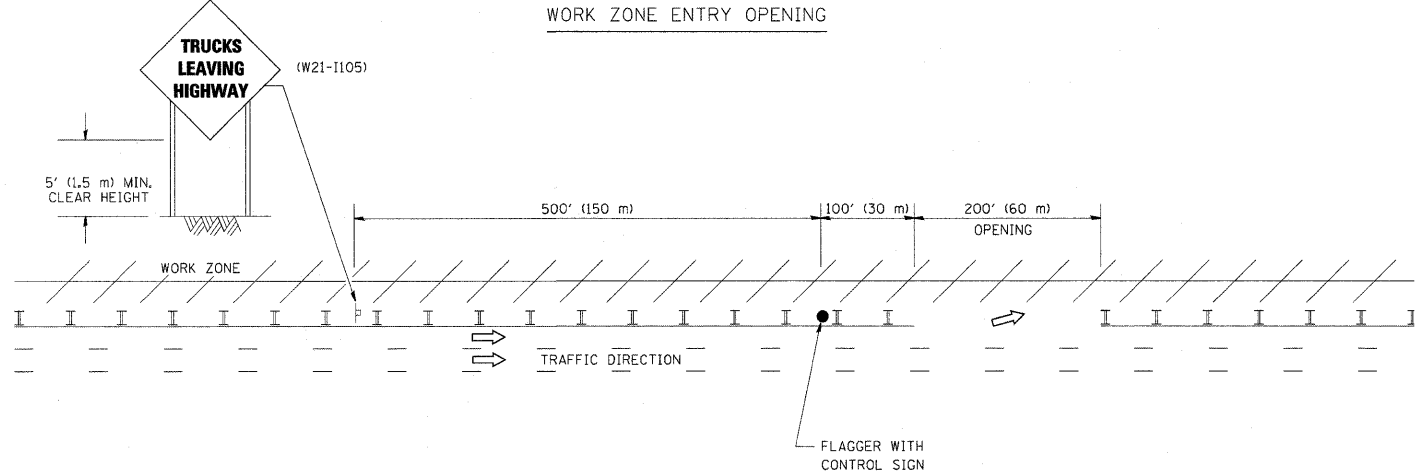 WORK ZONE ENTRY OPENING
TRUCKS
LEAVING
HIGHWAY
(W21-I105)
5' (1.5 m) MIN.
CLEAR HEIGHT
500' (150 m)
100' (30 m)
200' (60 m)
OPENING
WORK ZONE
TRAFFIC DIRECTION
FLAGGER WITH
CONTROL SIGN